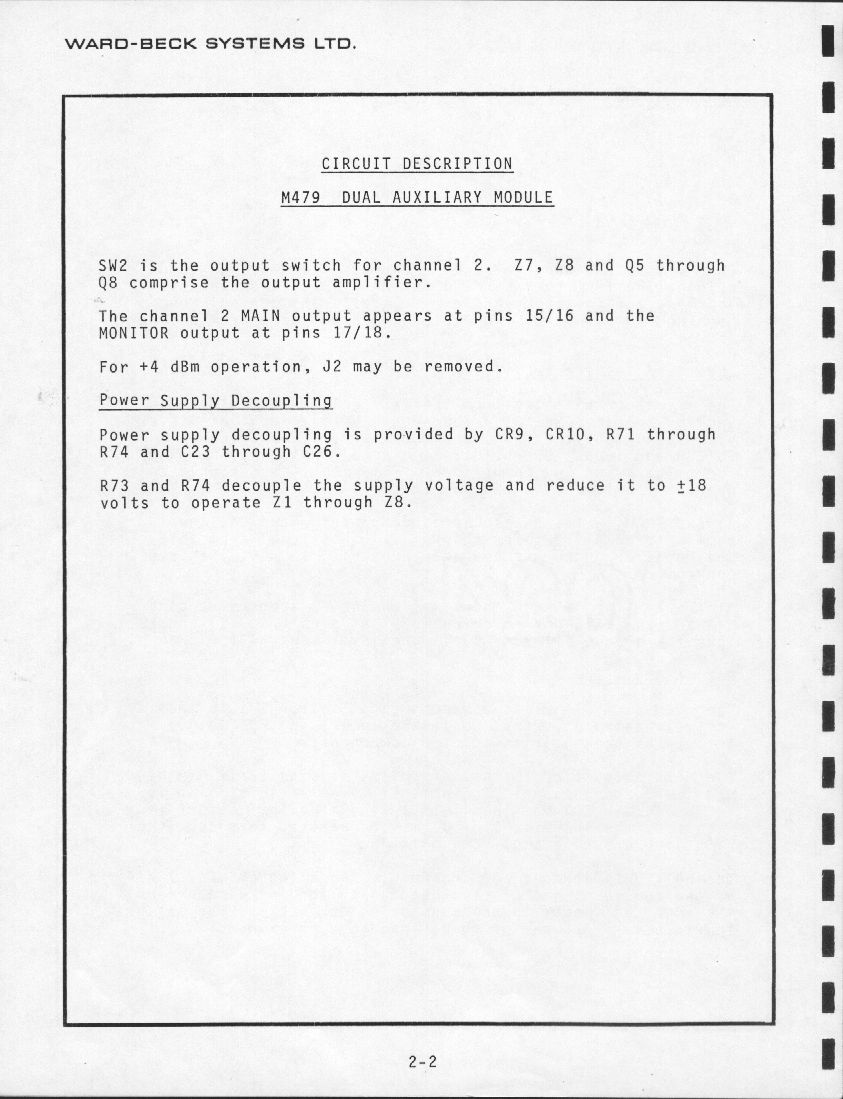 WARD-BECK SYSTEMS LTD.
CIRCUIT DESCRIPTION
M479 DUAL AUXILIARY MODULE
SW2 is the output switch for channel 2. Z7, Z8 and Q5 through
Q8 comprise the output amplifier.
The channel 2 MAIN output appears at pins 15/16 and the
MONITOR output at pins 17/18.
For +4 dBm operation, J2 may be removed.
Power Supply Decoupling
Power supply decoupling is provided by CR9, CR10, R71 through
R74 and C23 through C26.
R73 and R74 decouple the supply voltage and reduce it to ±18
volts to operate Z1 through Z8.
2-2